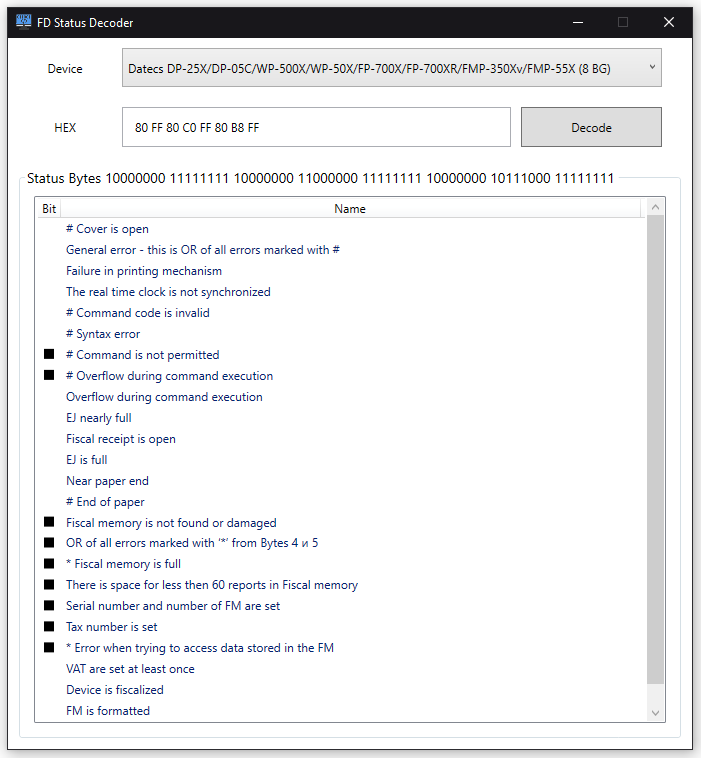 FD Status Decoder
Device
Datecs DP-25X/DP-05C/WP-500X/WP-50X/FP-700X/FP-700XR/FMP-350Xv/FMP-55X (8 BG)
HEX
80 FF 80 C0 FF 80 B8 FF
Decode
Status Bytes 10000000 11111111 10000000 11000000 11111111 10000000 10111000 11111111
Bit Name
# Cover is open
General error - this is OR of all errors marked with #
Failure in printing mechanism
The real time clock is not synchronized
# Command code is invalid
# Syntax error
# Command is not permitted
# Overflow during command execution
Overflow during command execution
EJ nearly full
Fiscal receipt is open
EJ is full
Near paper end
# End of paper
Fiscal memory is not found or damaged
OR of all errors marked with '*' from Bytes 4 и 5
* Fiscal memory is full
There is space for less then 60 reports in Fiscal memory
Serial number and number of FM are set
Tax number is set
* Error when trying to access data stored in the FM
VAT are set at least once
Device is fiscalized
FM is formatted